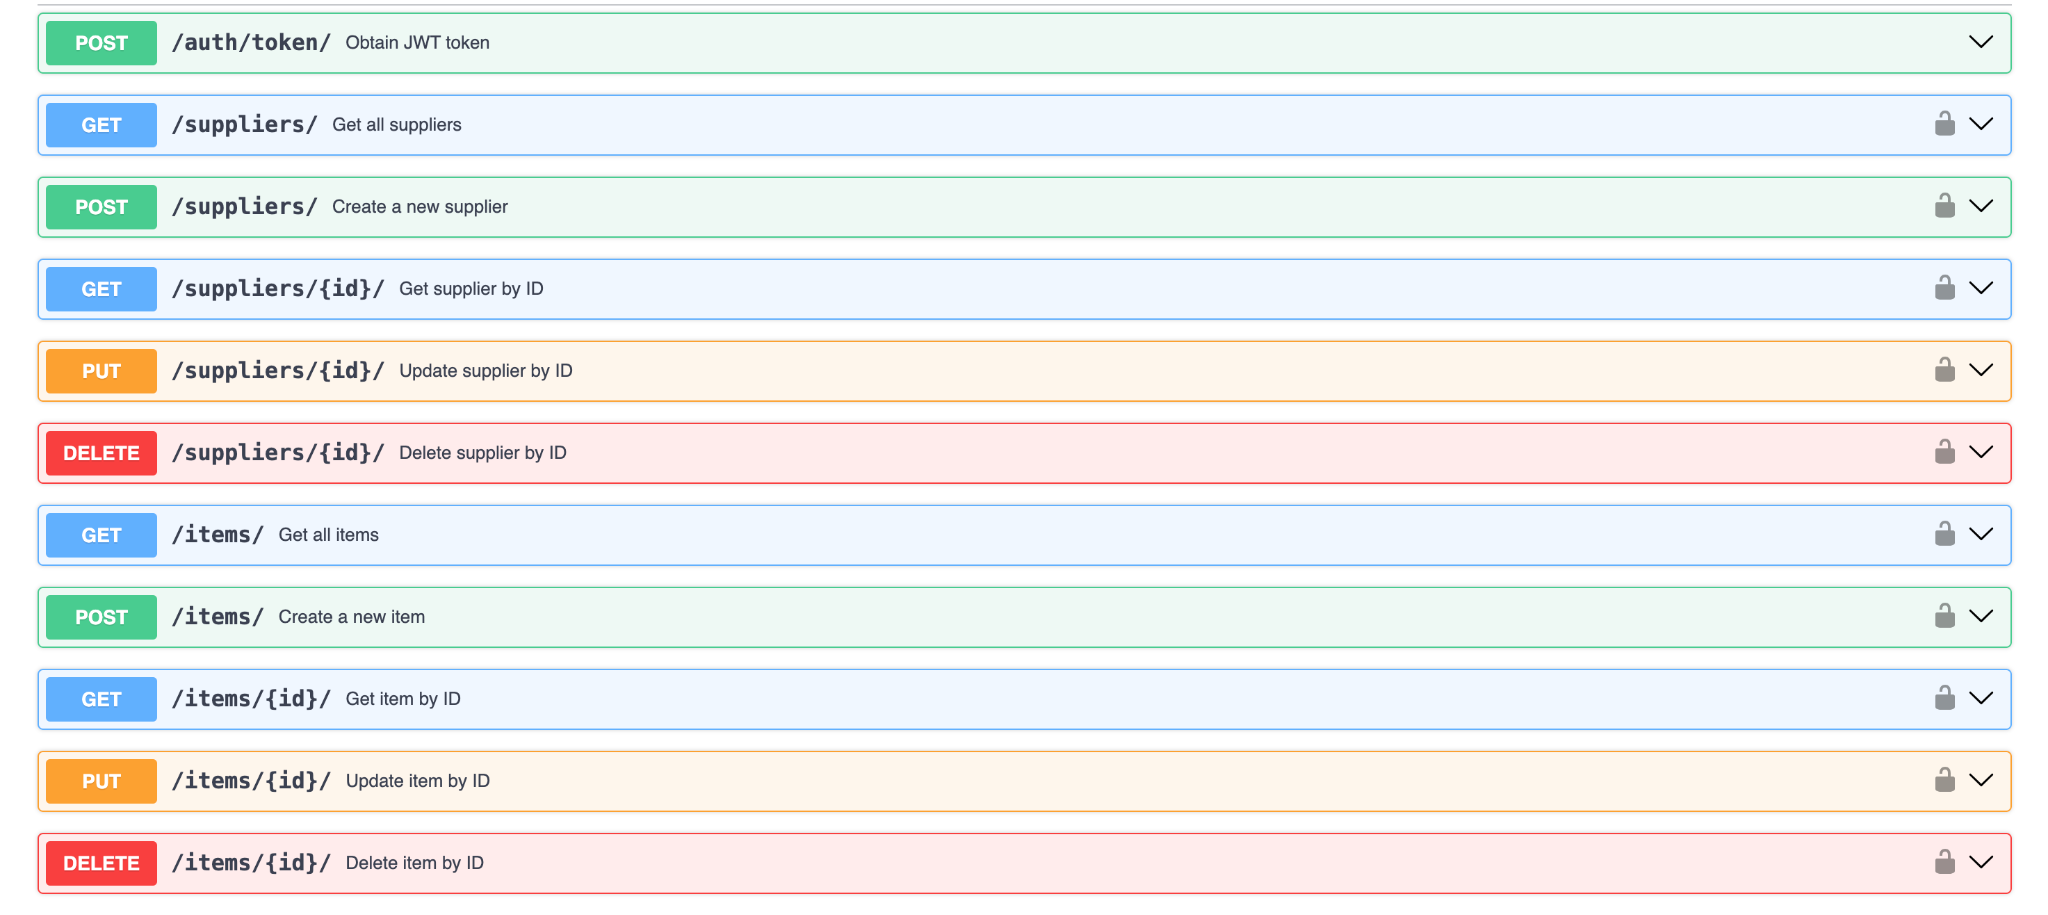 POST /auth/token/ Obtain JWT token
GET /suppliers/ Get all suppliers
POST /suppliers/ Create a new supplier
GET /suppliers/{id}/ Get supplier by ID
PUT /suppliers/{id}/ Update supplier by ID
DELETE /suppliers/{id}/ Delete supplier by ID
GET /items/ Get all items
POST /items/ Create a new item
GET /items/{id}/ Get item by ID
PUT /items/{id}/ Update item by ID
DELETE /items/{id}/ Delete item by ID